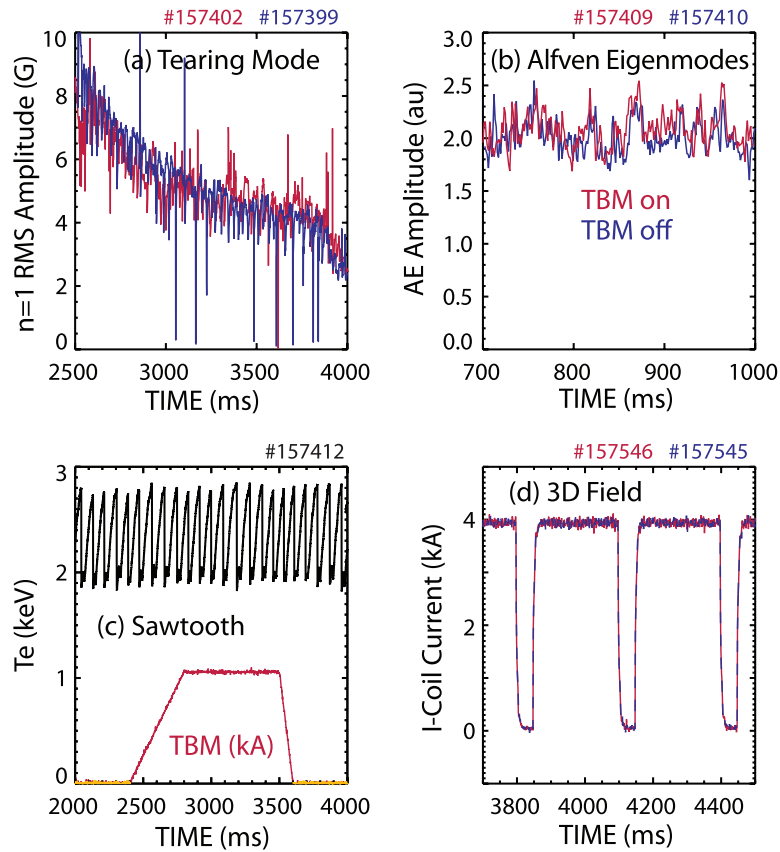 #157402 #157399
(a) Tearing Mode
n=1 RMS Amplitude (G)
10
8
6
4
2
0
2500 3000 3500 4000
TIME (ms)
#157409 #157410
(b) Alfven Eigenmodes
AE Amplitude (au)
3.0
2.5
2.0
1.5
1.0
0.5
0.0
TBM on
TBM off
700 800 900 1000
TIME (ms)
#157412
Te (keV)
3
2
1
0
(c) Sawtooth
TBM (kA)
2000 2500 3000 3500 4000
TIME (ms)
#157546 #157545
(d) 3D Field
I-Coil Current (kA)
4
2
0
3800 4000 4200 4400
TIME (ms)